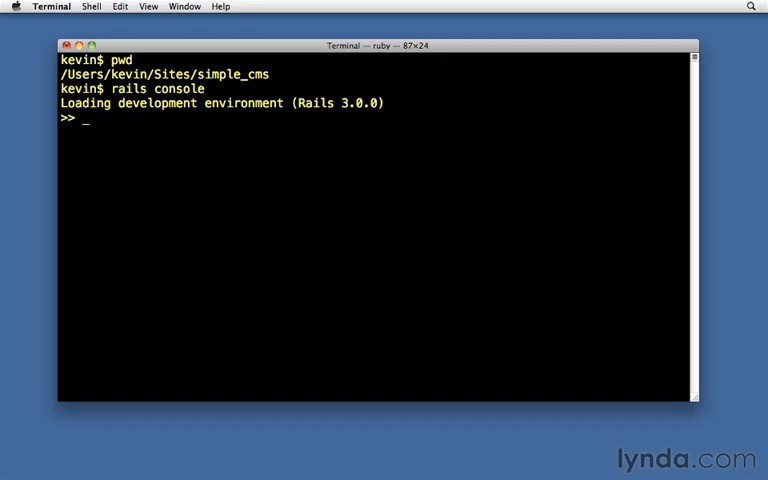 Terminal Shell Edit View Window Help
Terminal — ruby — 87×24
kevin$ pwd
/Users/kevin/Sites/simple_cms
kevin$ rails console
Loading development environment (Rails 3.0.0)
>> _
lynda.com